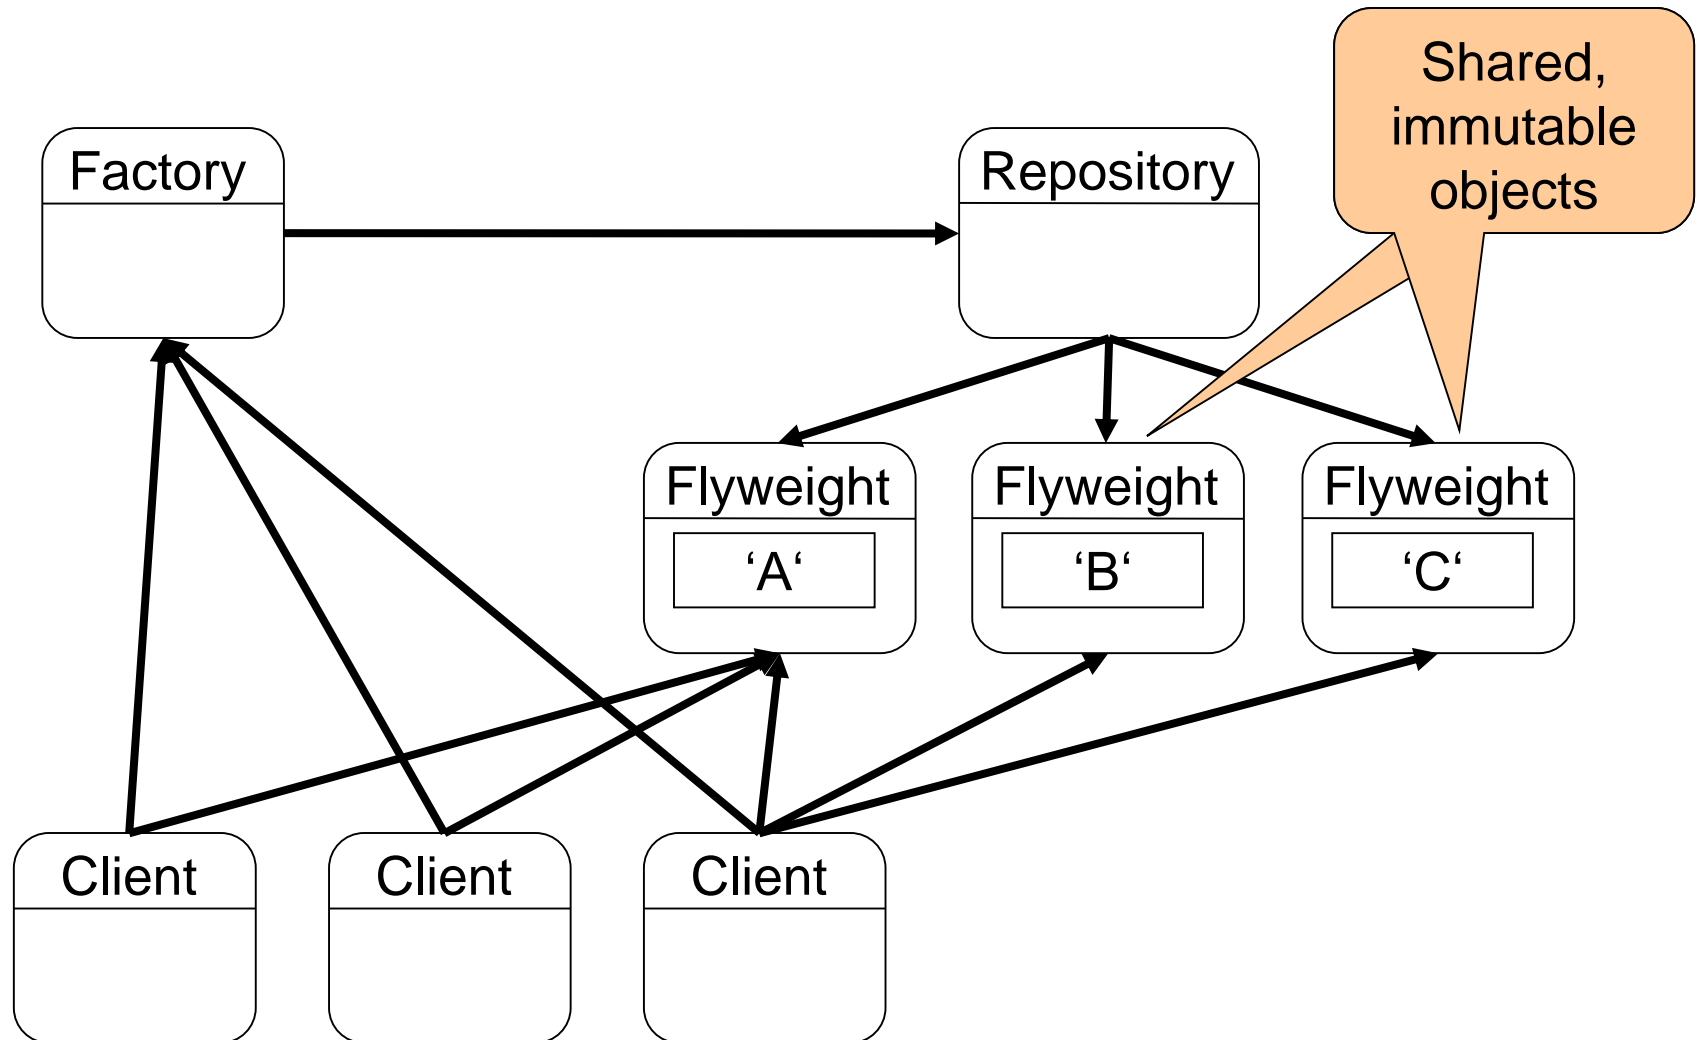 Shared,
immutable
objects
Factory
Repository
Flyweight
Flyweight
Flyweight
‘A‘
‘B‘
‘C‘
Client
Client
Client